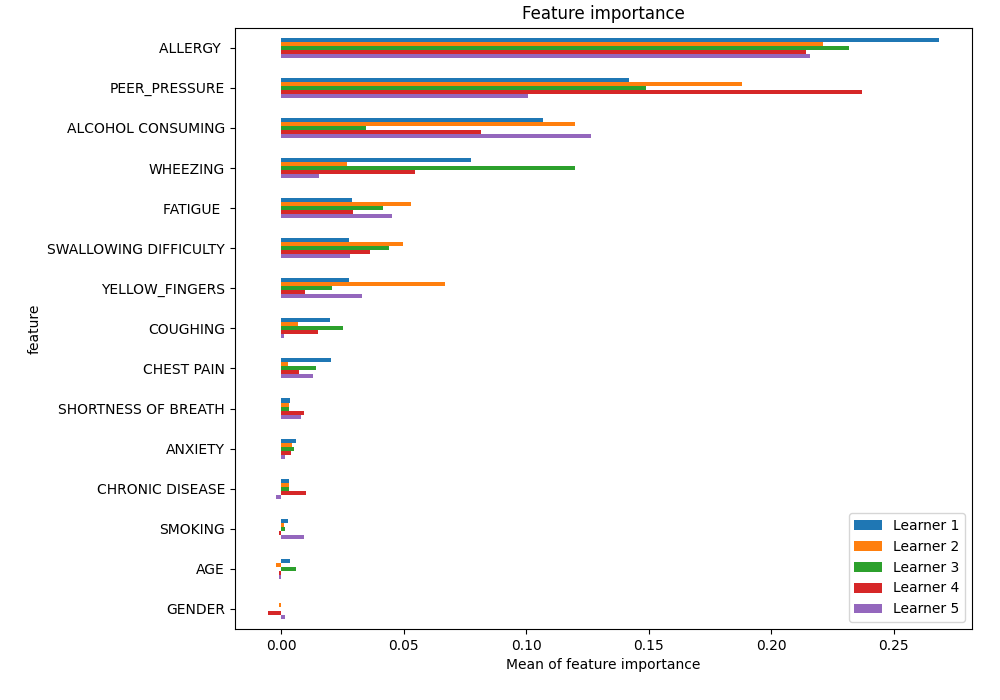 Feature importance
ALLERGY
PEER_PRESSURE
ALCOHOL CONSUMING
WHEEZING
FATIGUE
SWALLOWING DIFFICULTY
YELLOW_FINGERS
COUGHING
CHEST PAIN
SHORTNESS OF BREATH
ANXIETY
CHRONIC DISEASE
SMOKING
AGE
GENDER
feature
Learner 1
Learner 2
Learner 3
Learner 4
Learner 5
0.00 0.05 0.10 0.15 0.20 0.25
Mean of feature importance